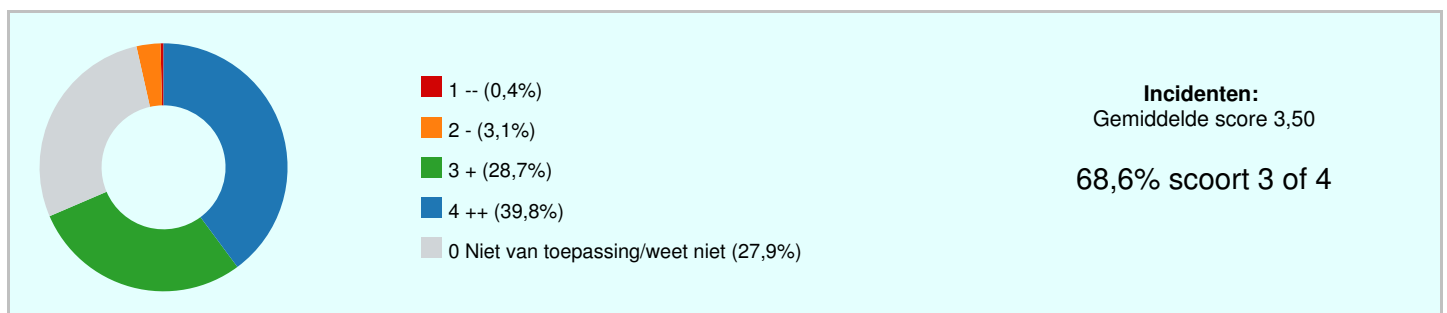 1 -- (0,4%)
2 - (3,1%)
3 + (28,7%)
4 ++ (39,8%)
0 Niet van toepassing/weet niet (27,9%)
Incidenten:
Gemiddelde score 3,50
68,6% scoort 3 of 4